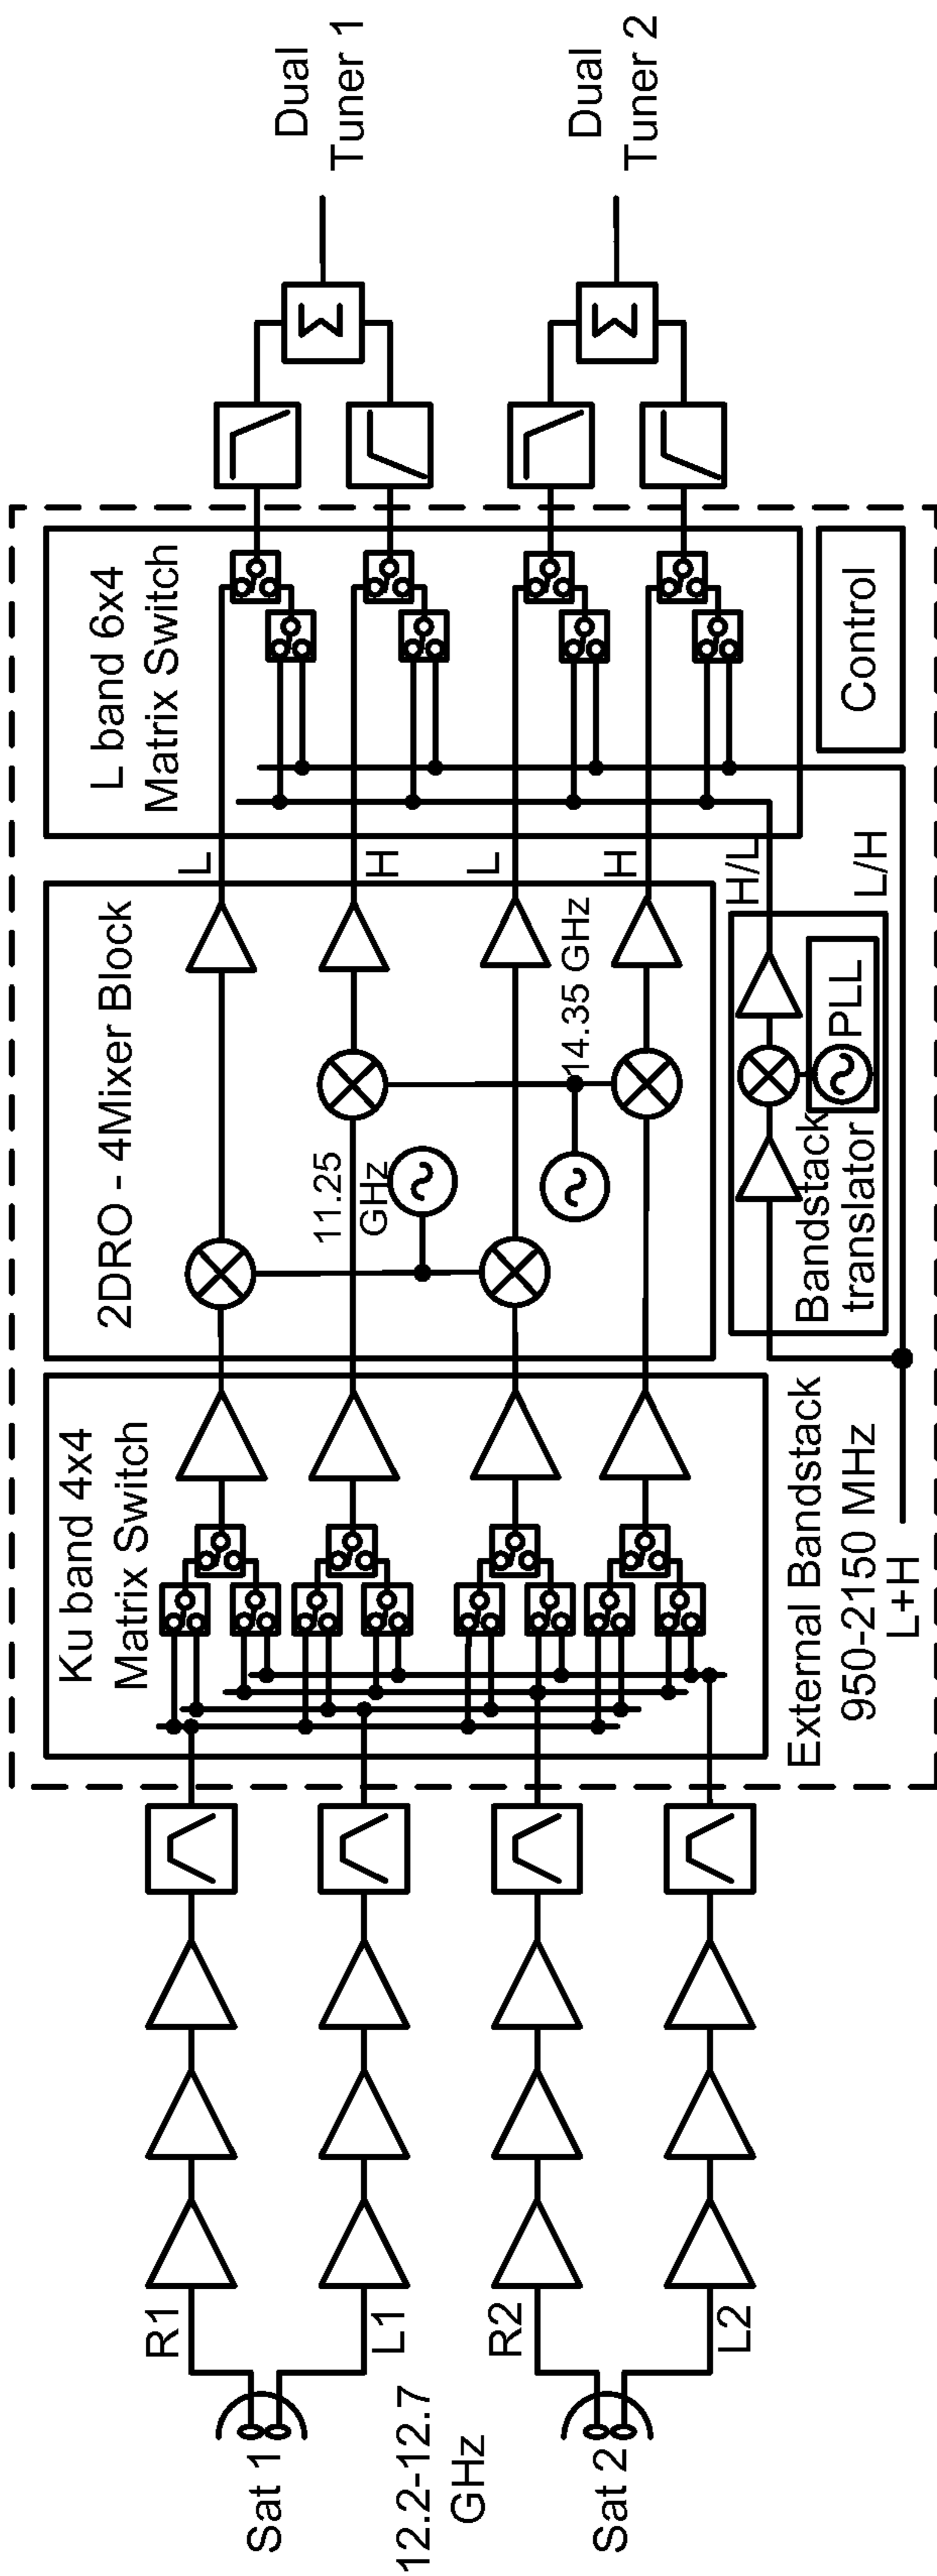 Sat 1
R1
L1
12.2-12.7
GHz
Sat 2
R2
L2
Ku band 4x4
Matrix Switch
2DRO - 4Mixer Block
11.25
GHz
14.35 GHz
L
H
L
H
L band 6x4
Matrix Switch
External Bandstack
950-2150 MHz
L+H
Bandstack
translator
PLL
H/L
L/H
Control
Σ
Σ
Dual
Tuner 1
Dual
Tuner 2